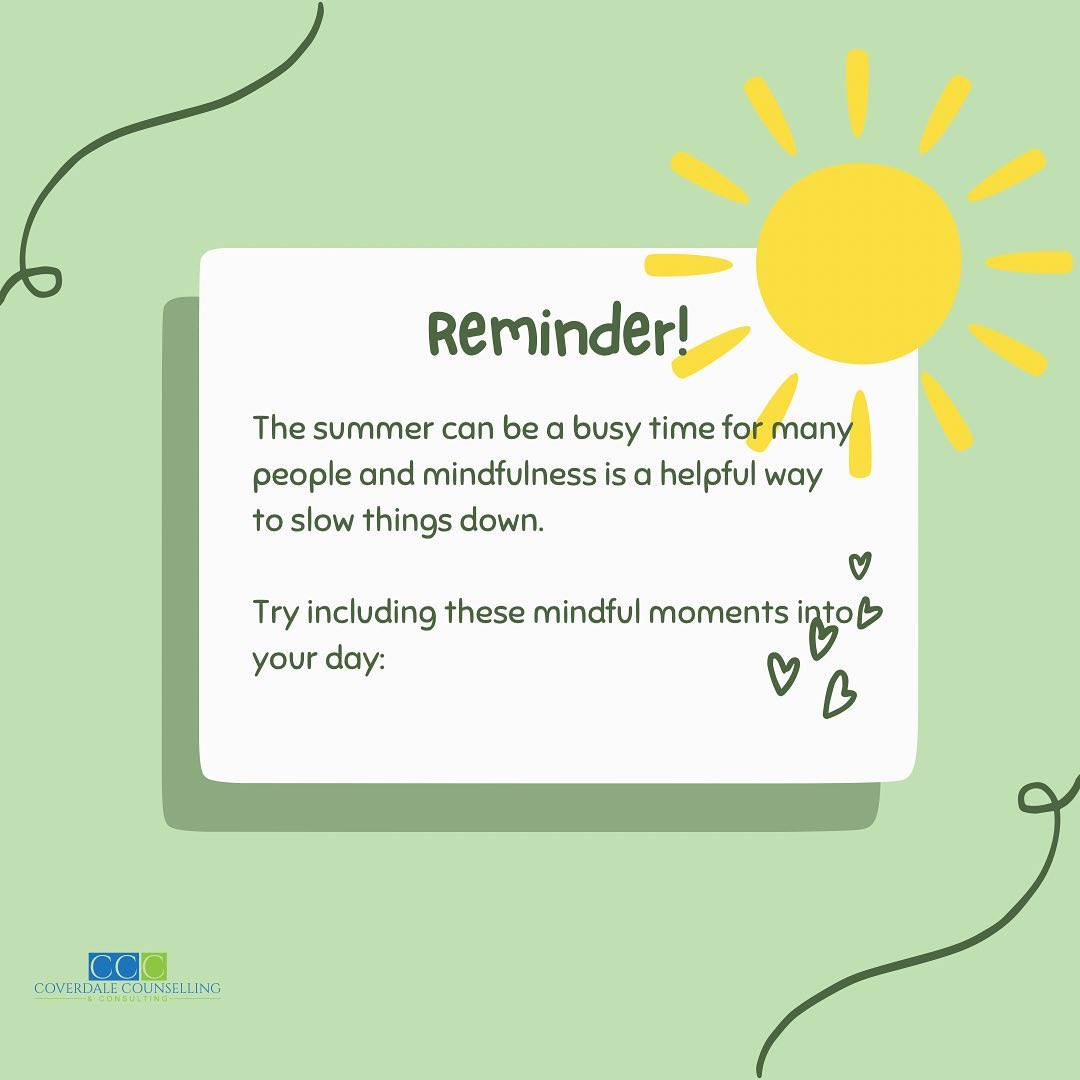 Reminder!
The summer can be a busy time for many
people and mindfulness is a helpful way
to slow things down.
Try including these mindful moments into
your day:
CCC
COVERDALE COUNSELLING
& CONSULTING